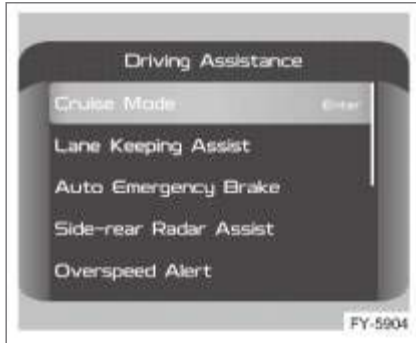 Driving Assistance
Cruise Mode Enter
Lane Keeping Assist
Auto Emergency Brake
Side-rear Radar Assist
Overspeed Alert
FY-5904